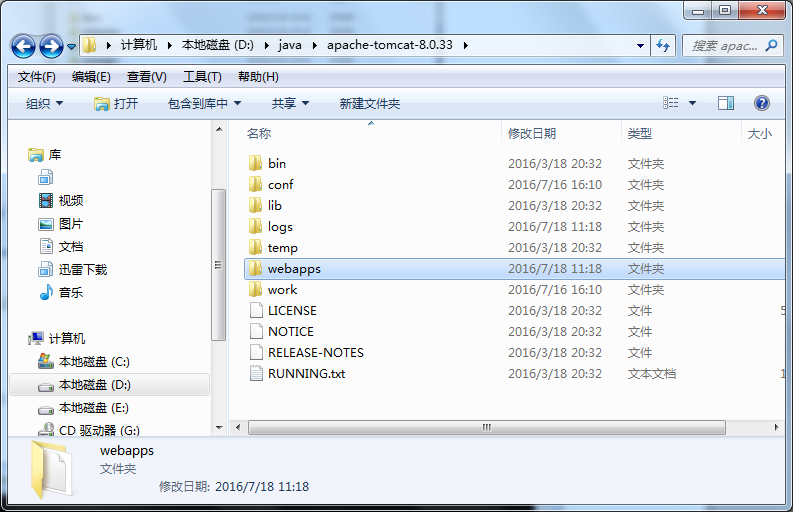 计算机 本地磁盘 (D:) java apache-tomcat-8.0.33 搜索 apac...
文件(F) 编辑(E) 查看(V) 工具(T) 帮助(H)
组织 打开 包含到库中 共享 新建文件夹
名称 修改日期 类型 大小
库
视频
图片
文档
迅雷下载
音乐
计算机
本地磁盘 (C:)
本地磁盘 (D:)
本地磁盘 (E:)
CD 驱动器 (G:)
bin 2016/3/18 20:32 文件夹
conf 2016/7/16 16:10 文件夹
lib 2016/3/18 20:32 文件夹
logs 2016/7/18 11:18 文件夹
temp 2016/3/18 20:32 文件夹
webapps 2016/7/18 11:18 文件夹
work 2016/7/16 16:10 文件夹
LICENSE 2016/3/18 20:32 文件 5
NOTICE 2016/3/18 20:32 文件
RELEASE-NOTES 2016/3/18 20:32 文件
RUNNING.txt 2016/3/18 20:32 文本文档 1
webapps
文件夹
修改日期: 2016/7/18 11:18